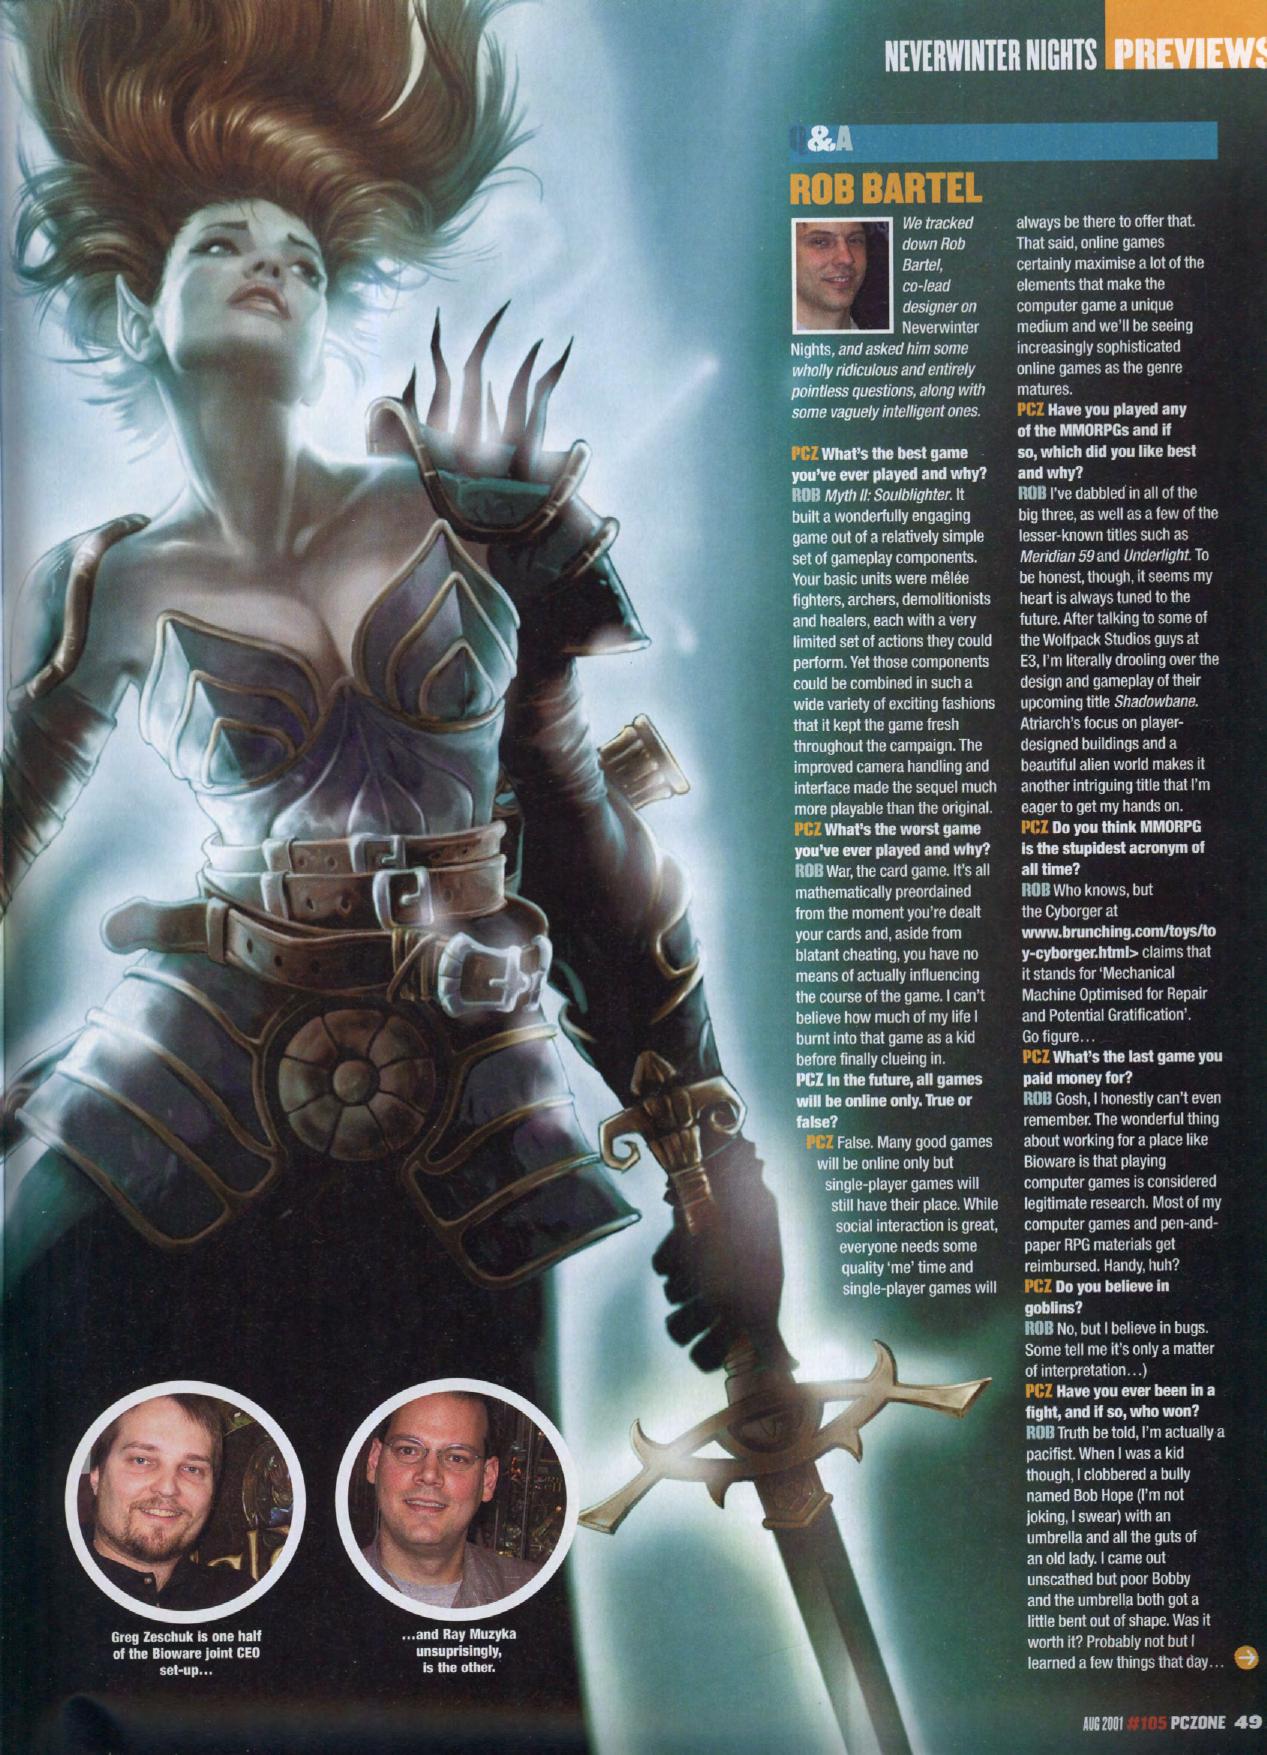 NEVERWINTER NIGHTS PREVIEWS
Q&A
ROB BARTEL
We tracked
down Rob
Bartel,
co-lead
designer on
Neverwinter
Nights, and asked him some
wholly ridiculous and entirely
pointless questions, along with
some vaguely intelligent ones.
PCZ What's the best game
you've ever played and why?
ROB Myth II: Soulblighter. It
built a wonderfully engaging
game out of a relatively simple
set of gameplay components.
Your basic units were mêlée
fighters, archers, demolitionists
and healers, each with a very
limited set of actions they could
perform. Yet those components
could be combined in such a
wide variety of exciting fashions
that it kept the game fresh
throughout the campaign. The
improved camera handling and
interface made the sequel much
more playable than the original.
PCZ What's the worst game
you've ever played and why?
ROB War, the card game. It's all
mathematically preordained
from the moment you're dealt
your cards and, aside from
blatant cheating, you have no
means of actually influencing
the course of the game. I can't
believe how much of my life I
burnt into that game as a kid
before finally clueing in.
PCZ In the future, all games
will be online only. True or
false?
PCZ False. Many good games
will be online only but
single-player games will
still have their place. While
social interaction is great,
everyone needs some
quality 'me' time and
single-player games will
always be there to offer that.
That said, online games
certainly maximise a lot of the
elements that make the
computer game a unique
medium and we'll be seeing
increasingly sophisticated
online games as the genre
matures.
PCZ Have you played any
of the MMORPGs and if
so, which did you like best
and why?
ROB I've dabbled in all of the
big three, as well as a few of the
lesser-known titles such as
Meridian 59 and Underlight. To
be honest, though, it seems my
heart is always tuned to the
future. After talking to some of
the Wolfpack Studios guys at
E3, I'm literally drooling over the
design and gameplay of their
upcoming title Shadowbane.
Atriarch's focus on player-
designed buildings and a
beautiful alien world makes it
another intriguing title that I'm
eager to get my hands on.
PCZ Do you think MMORPG
is the stupidest acronym of
all time?
ROB Who knows, but
the Cyborger at
www.brunching.com/toys/to
y-cyborger.html> claims that
it stands for 'Mechanical
Machine Optimised for Repair
and Potential Gratification'.
Go figure...
PCZ What's the last game you
paid money for?
ROB Gosh, I honestly can't even
remember. The wonderful thing
about working for a place like
Bioware is that playing
computer games is considered
legitimate research. Most of my
computer games and pen-and-
paper RPG materials get
reimbursed. Handy, huh?
PCZ Do you believe in
goblins?
ROB No, but I believe in bugs.
Some tell me it's only a matter
of interpretation...)
PCZ Have you ever been in a
fight, and if so, who won?
ROB Truth be told, I'm actually a
pacifist. When I was a kid
though, I clobbered a bully
named Bob Hope (I'm not
joking, I swear) with an
umbrella and all the guts of
an old lady. I came out
unscathed but poor Bobby
and the umbrella both got a
little bent out of shape. Was it
worth it? Probably not but I
learned a few things that day...
Greg Zeschuk is one half
of the Bioware joint CEO
set-up...
...and Ray Muzyka
unsuprisingly,
is the other.
AUG 2001 #105 PCZONE 49